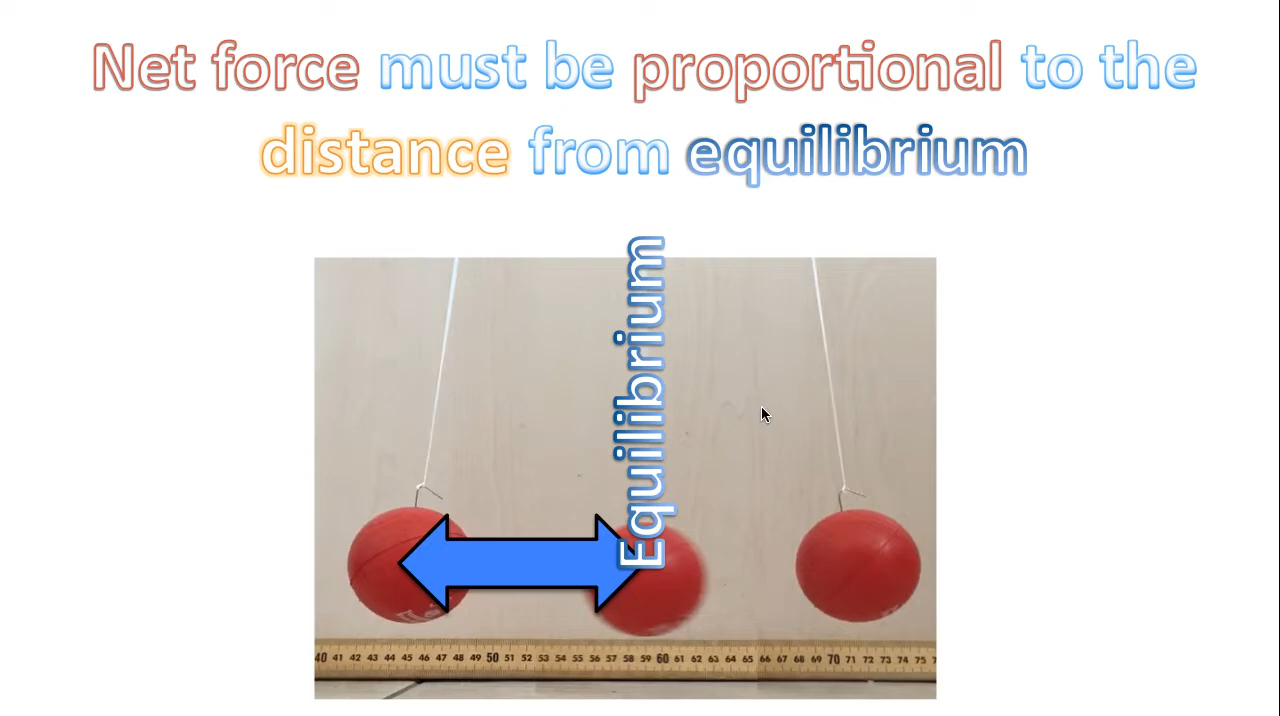 Net force must be proportional to the
distance from equilibrium
Equilibrium
40 41 42 43 44 45 46 47 48 49 50 51 52 53 54 55 56 57 58 59 60 61 62 63 64 65 66 67 68 69 70 71 72 73 74 75